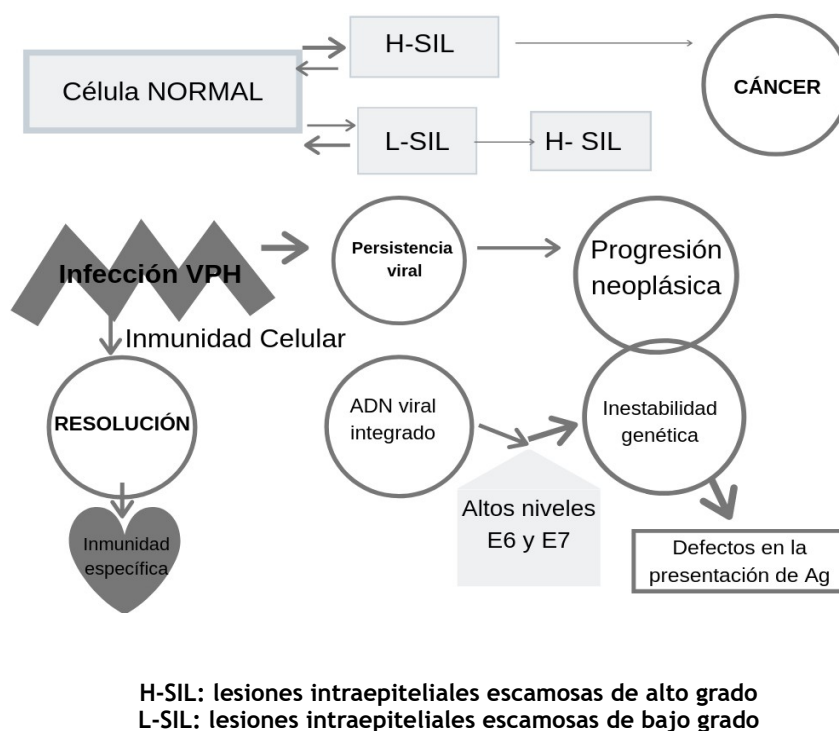 H-SIL
Célula NORMAL
CÁNCER
L-SIL
H- SIL
Infección VPH
Persistencia
viral
Progresión
neoplásica
Inmunidad Celular
RESOLUCIÓN
ADN viral
integrado
Inestabilidad
genética
Inmunidad
específica
Altos niveles
E6 y E7
Defectos en la
presentación de Ag
H-SIL: lesiones intraepiteliales escamosas de alto grado
L-SIL: lesiones intraepiteliales escamosas de bajo grado